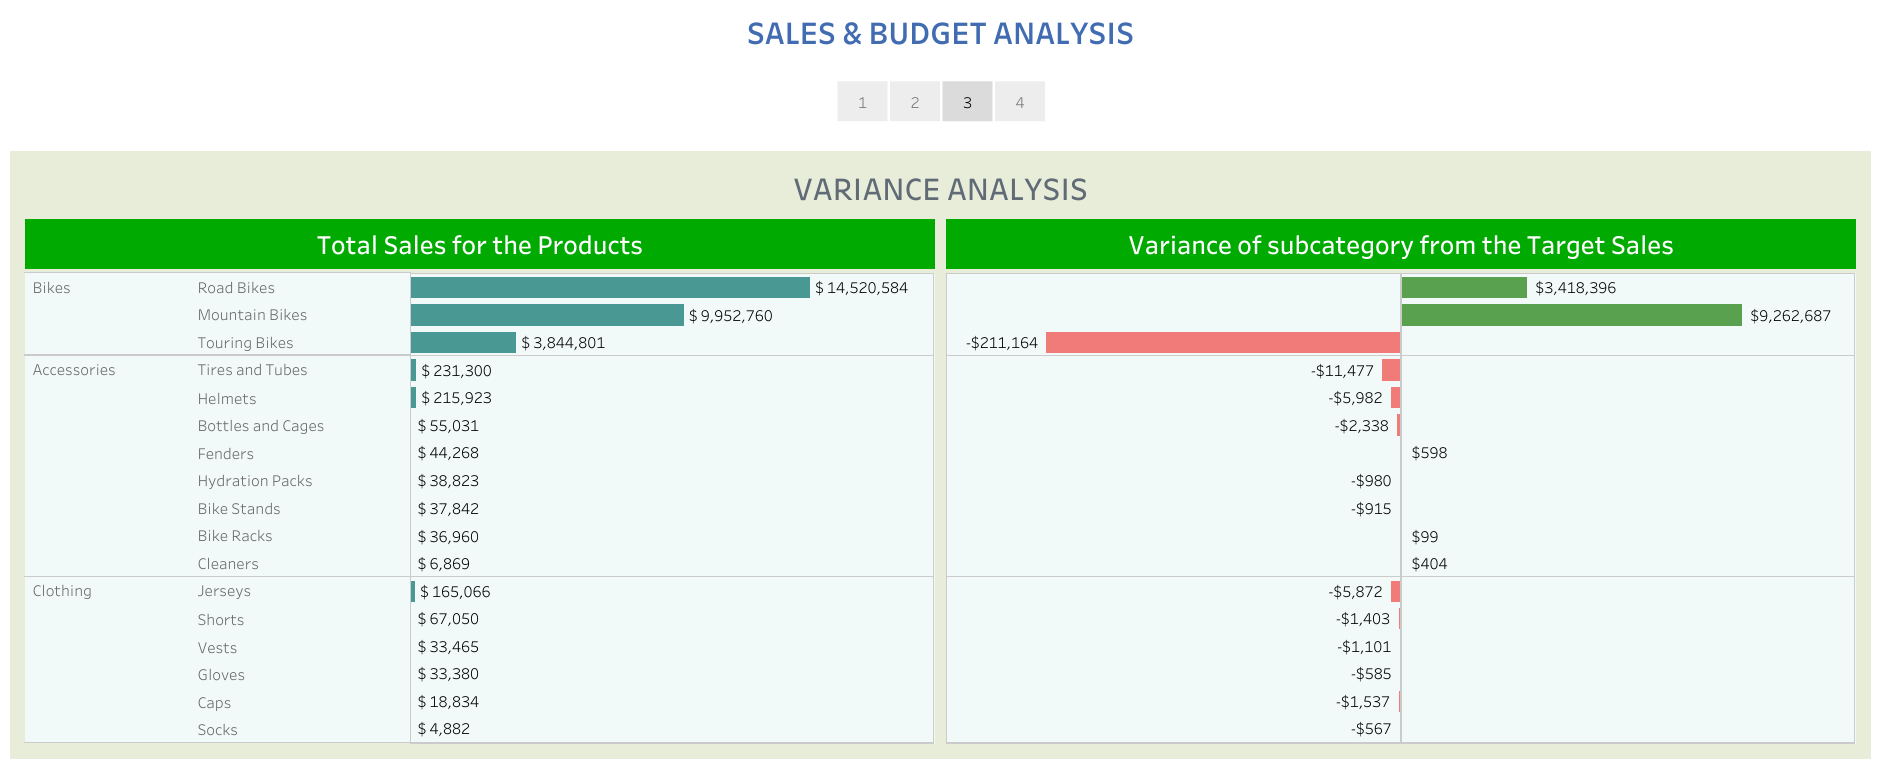 SALES & BUDGET ANALYSIS
1 2 3 4
VARIANCE ANALYSIS
Total Sales for the Products Variance of subcategory from the Target Sales
Bikes Road Bikes $ 14,520,584 $3,418,396
Mountain Bikes $ 9,952,760 $9,262,687
Touring Bikes $ 3,844,801 -$211,164
Accessories Tires and Tubes $ 231,300 -$11,477
Helmets $ 215,923 -$5,982
Bottles and Cages $ 55,031 -$2,338
Fenders $ 44,268 $598
Hydration Packs $ 38,823 -$980
Bike Stands $ 37,842 -$915
Bike Racks $ 36,960 $99
Cleaners $ 6,869 $404
Clothing Jerseys $ 165,066 -$5,872
Shorts $ 67,050 -$1,403
Vests $ 33,465 -$1,101
Gloves $ 33,380 -$585
Caps $ 18,834 -$1,537
Socks $ 4,882 -$567